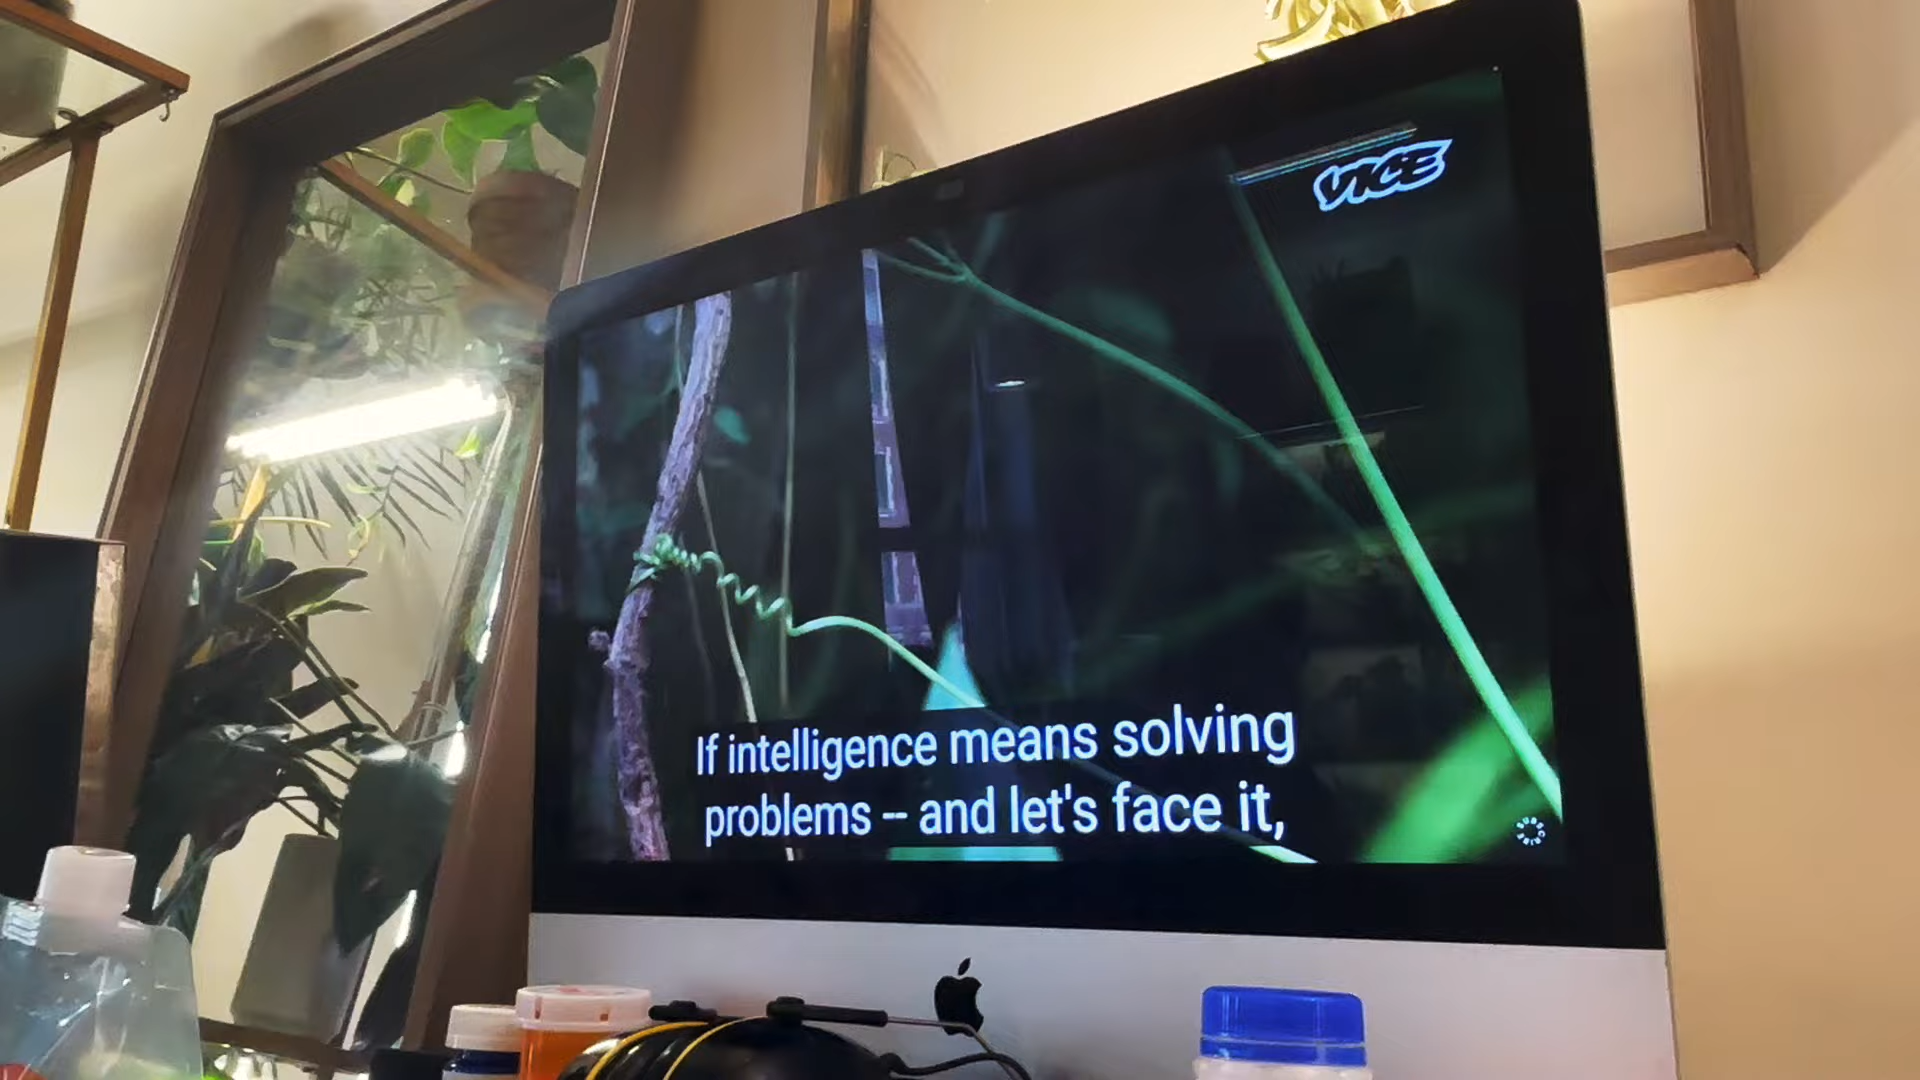 VICE
If intelligence means solving
problems -- and let's face it,